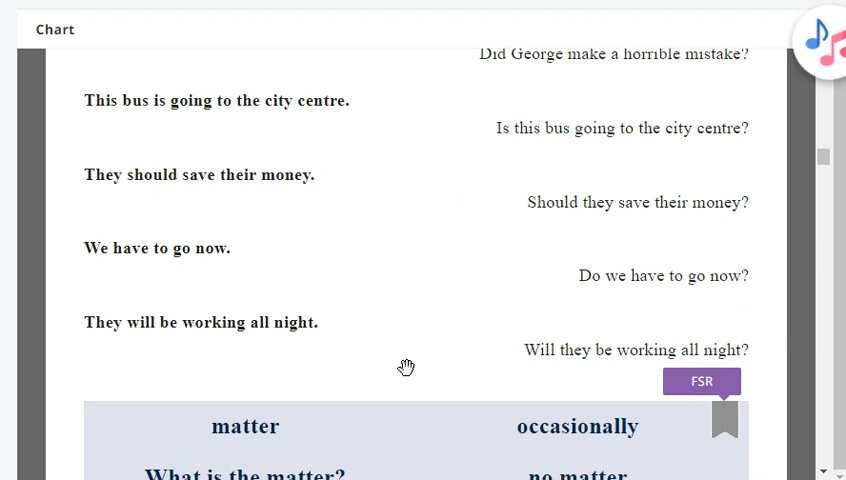 Chart
Did George make a horrible mistake?
This bus is going to the city centre.
Is this bus going to the city centre?
They should save their money.
Should they save their money?
We have to go now.
Do we have to go now?
They will be working all night.
Will they be working all night?
FSR
matter occasionally
What is the matter? no matter